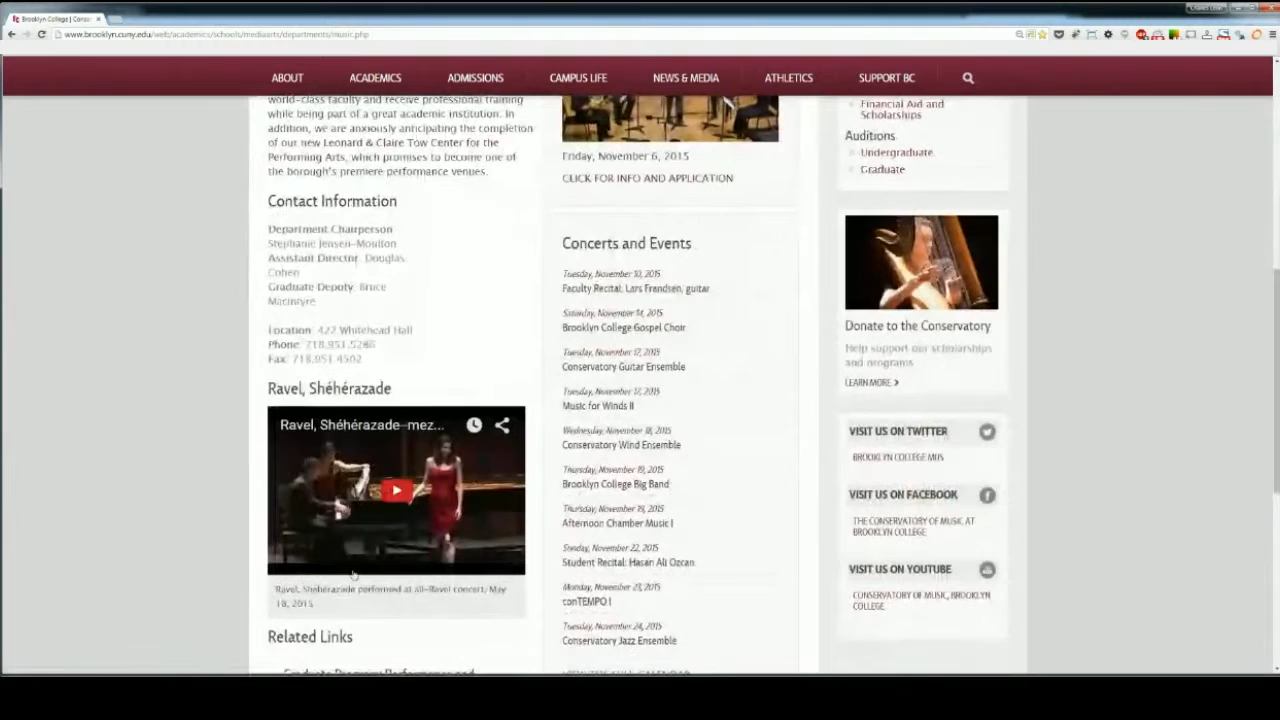 Brooklyn College | Conser
www.brooklyn.cuny.edu/web/academics/schools/mediaarts/departments/music.php
ABOUT
ACADEMICS
ADMISSIONS
CAMPUS LIFE
NEWS & MEDIA
ATHLETICS
SUPPORT BC
world-class faculty and receive professional training
while being part of a great academic institution. In
addition, we are anxiously anticipating the completion
of our new Leonard & Claire Tow Center for the
Performing Arts, which promises to become one of
the borough's premiere performance venues.
Contact Information
Department Chairperson
Stephanie Jensen-Moulton
Assistant Director Douglas
Cohen
Graduate Deputy Bruce
MacIntyre
Location 422 Whitehead Hall
Phone: 718.951.5286
Fax: 718.951.4502
Ravel, Shéhérazade
Ravel, Shéhérazade--mez...
Ravel, Shéhérazade performed at all-Ravel concert, May
18, 2015
Related Links
Graduate Program Performance and
Friday, November 6, 2015
CLICK FOR INFO AND APPLICATION
Concerts and Events
Tuesday, November 10, 2015
Faculty Recital: Lars Frandsen, guitar
Saturday, November 14, 2015
Brooklyn College Gospel Choir
Tuesday, November 17, 2015
Conservatory Guitar Ensemble
Tuesday, November 17, 2015
Music for Winds II
Wednesday, November 18, 2015
Conservatory Wind Ensemble
Thursday, November 19, 2015
Brooklyn College Big Band
Thursday, November 19, 2015
Afternoon Chamber Music I
Sunday, November 22, 2015
Student Recital: Hasan Ali Ozcan
Monday, November 23, 2015
conTEMPO I
Tuesday, November 24, 2015
Conservatory Jazz Ensemble
Financial Aid and
Scholarships
Auditions
Undergraduate
Graduate
Donate to the Conservatory
Help support our scholarships
and programs
LEARN MORE >
VISIT US ON TWITTER
BROOKLYN COLLEGE MUS
VISIT US ON FACEBOOK
THE CONSERVATORY OF MUSIC AT
BROOKLYN COLLEGE
VISIT US ON YOUTUBE
CONSERVATORY OF MUSIC, BROOKLYN
COLLEGE